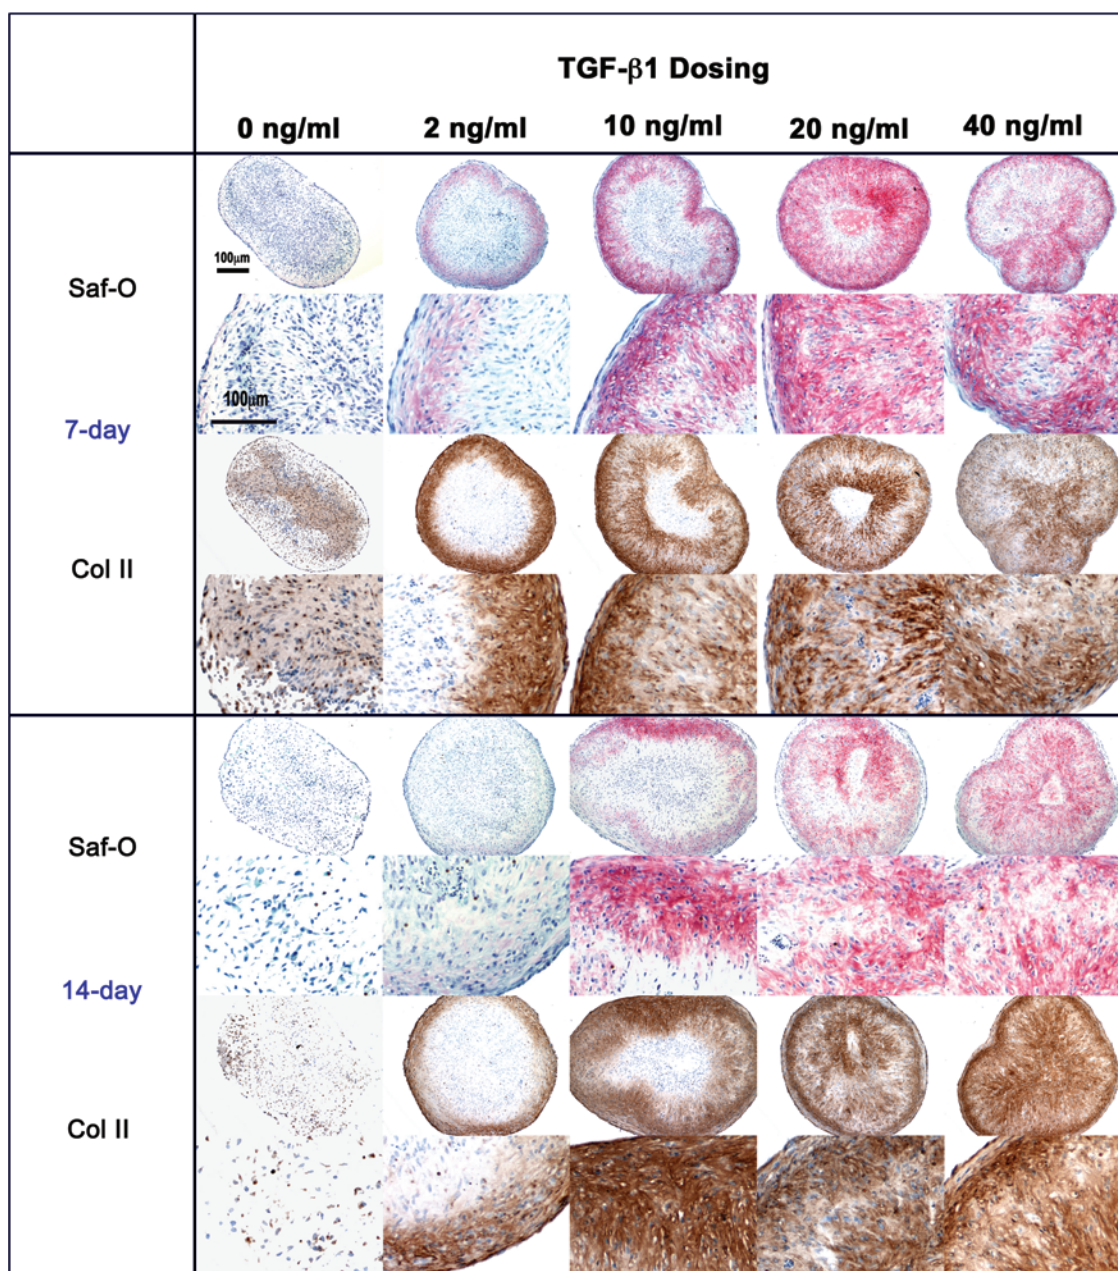 TGF-β1 Dosing
0 ng/ml 2 ng/ml 10 ng/ml 20 ng/ml 40 ng/ml
Saf-O
100μm
100μm
7-day
Col II
Saf-O
14-day
Col II